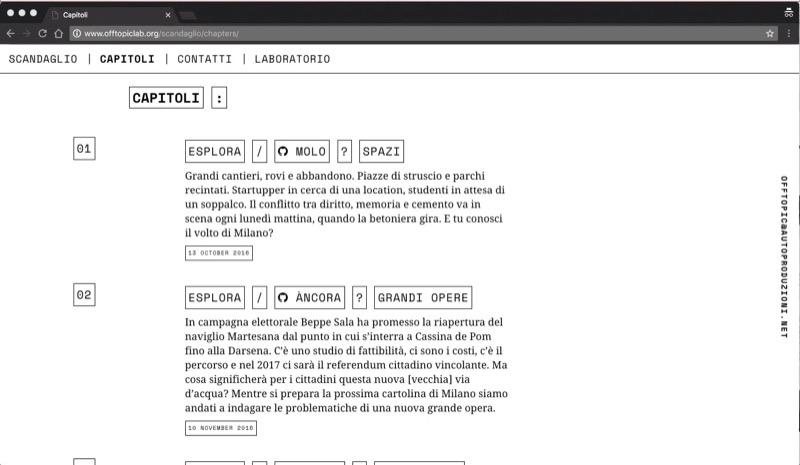 Capitoli
www.offtopiclab.org/scandaglio/chapters/
SCANDAGLIO | CAPITOLI | CONTATTI | LABORATORIO
CAPITOLI :
01
ESPLORA / MOLO ? SPAZI
Grandi cantieri, rovi e abbandono. Piazze di struscio e parchi
recintati. Startupper in cerca di una location, studenti in attesa di
un soppalco. Il conflitto tra diritto, memoria e cemento va in
scena ogni lunedì mattina, quando la betoniera gira. E tu conosci
il volto di Milano?
13 OCTOBER 2016
02
ESPLORA / ÀNCORA ? GRANDI OPERE
In campagna elettorale Beppe Sala ha promesso la riapertura del
naviglio Martesana dal punto in cui s'interra a Cassina de Pom
fino alla Darsena. C'è uno studio di fattibilità, ci sono i costi, c'è il
percorso e nel 2017 ci sarà il referendum cittadino vincolante. Ma
cosa significherà per i cittadini questa nuova [vecchia] via
d'acqua? Mentre si prepara la prossima cartolina di Milano siamo
andati a indagare le problematiche di una nuova grande opera.
10 NOVEMBER 2016
OFFTOPIC@AUTOPRODUZIONI.NET